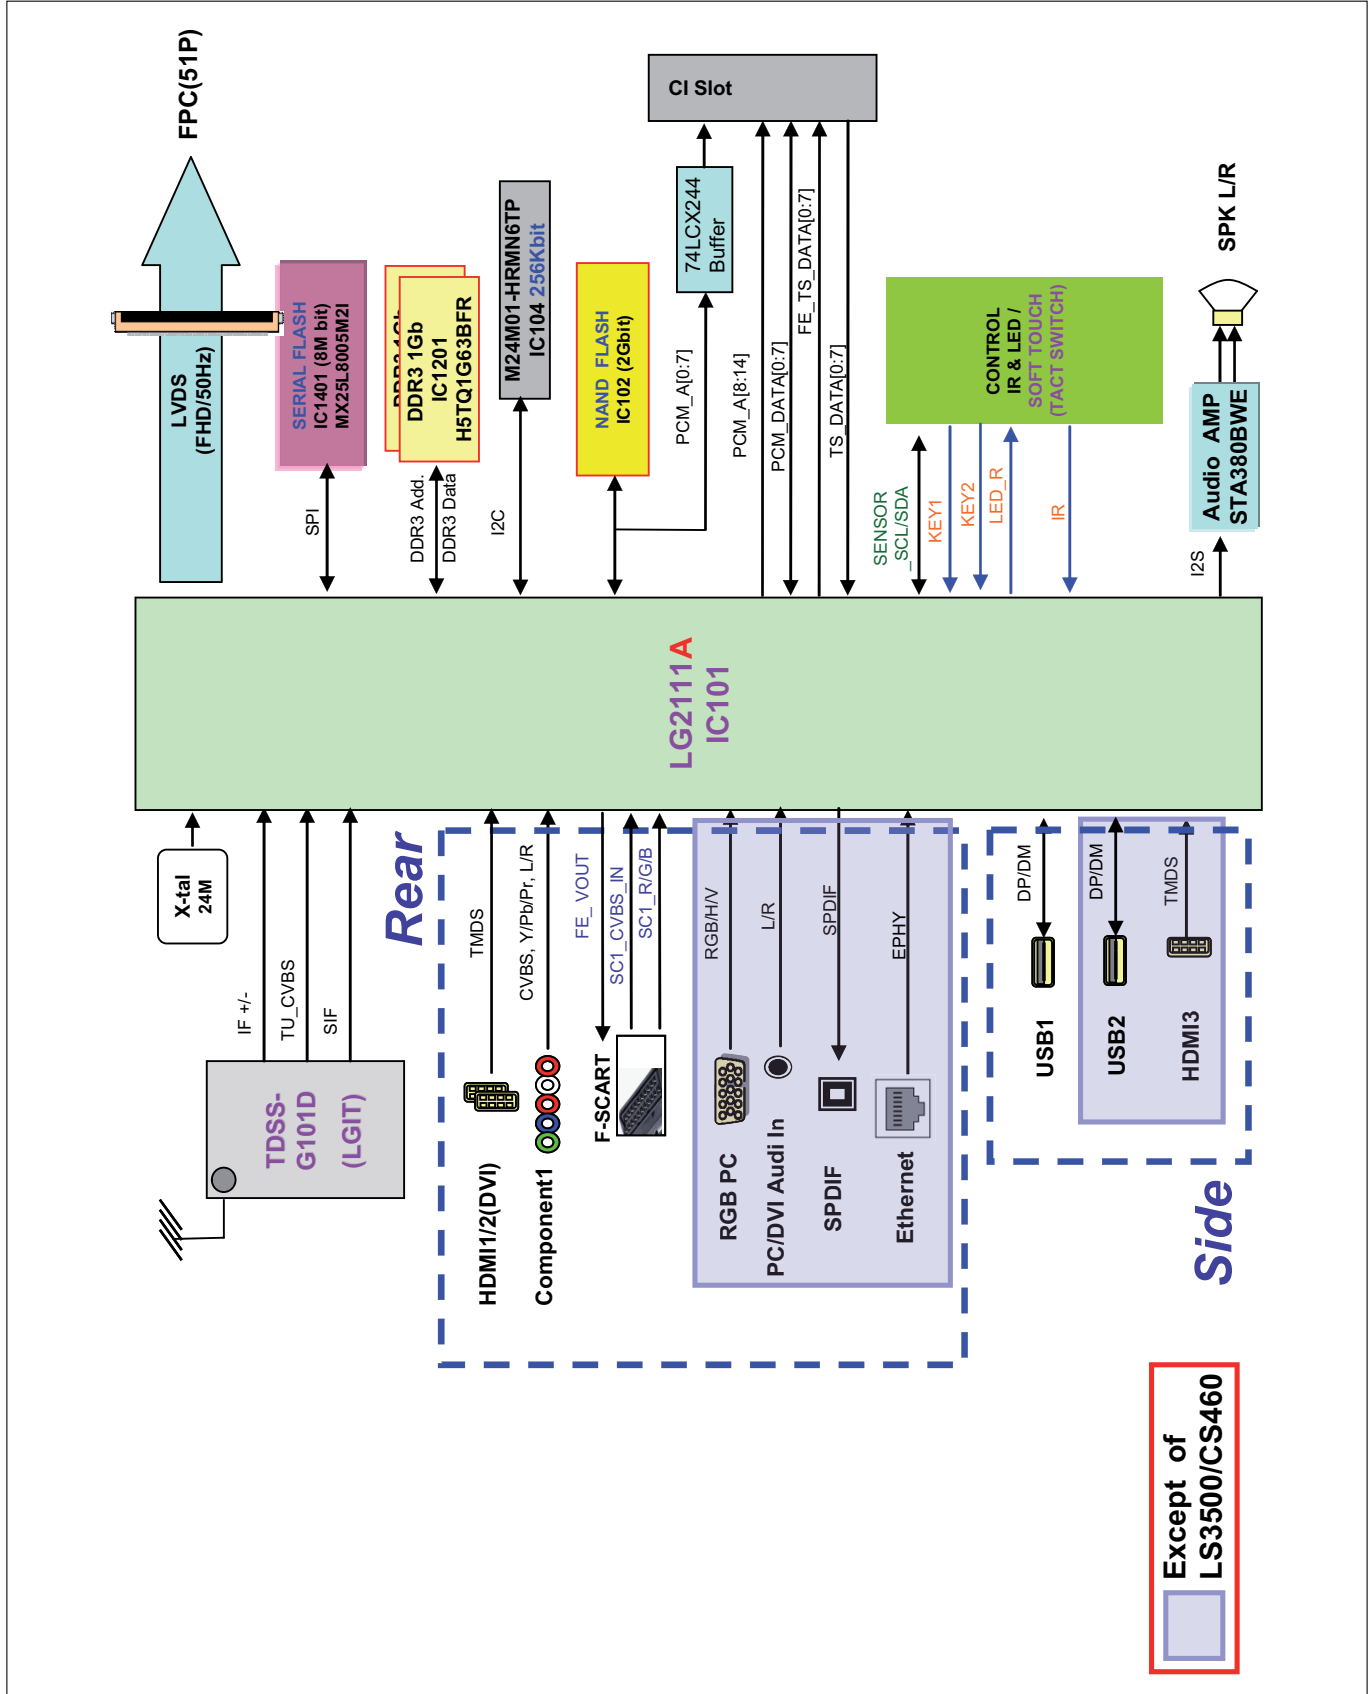 X-tal
24M
TDSS-
G101D
(LGIT)
IF +/-
TU_CVBS
SIF
LVDS
(FHD/50Hz)
FPC(51P)
SERIAL FLASH
IC1401 (8M bit)
MX25L8005M2I
SPI
DDR3 1Gb
DDR3 1Gb
IC1201
H5TQ1G63BFR
DDR3 Add.
DDR3 Data
M24M01-HRMN6TP
IC104 256Kbit
I2C
NAND FLASH
IC102 (2Gbit)
PCM_A[0:7]
74LCX244
Buffer
CI Slot
PCM_A[8:14]
PCM_DATA[0:7]
FE_TS_DATA[0:7]
TS_DATA[0:7]
LG2111A
IC101
SENSOR
_SCL/SDA
KEY1
KEY2
LED_R
IR
CONTROL
IR & LED /
SOFT TOUCH
(TACT SWITCH)
I2S
Audio AMP
STA380BWE
SPK L/R
Rear
HDMI1/2(DVI)
TMDS
Component1
CVBS, Y/Pb/Pr, L/R
F-SCART
FE_VOUT
SC1_CVBS_IN
SC1_R/G/B
RGB PC
RGB/H/V
PC/DVI Audi In
L/R
SPDIF
SPDIF
Ethernet
EPHY
Side
USB1
DP/DM
USB2
DP/DM
HDMI3
TMDS
Except of
LS3500/CS460